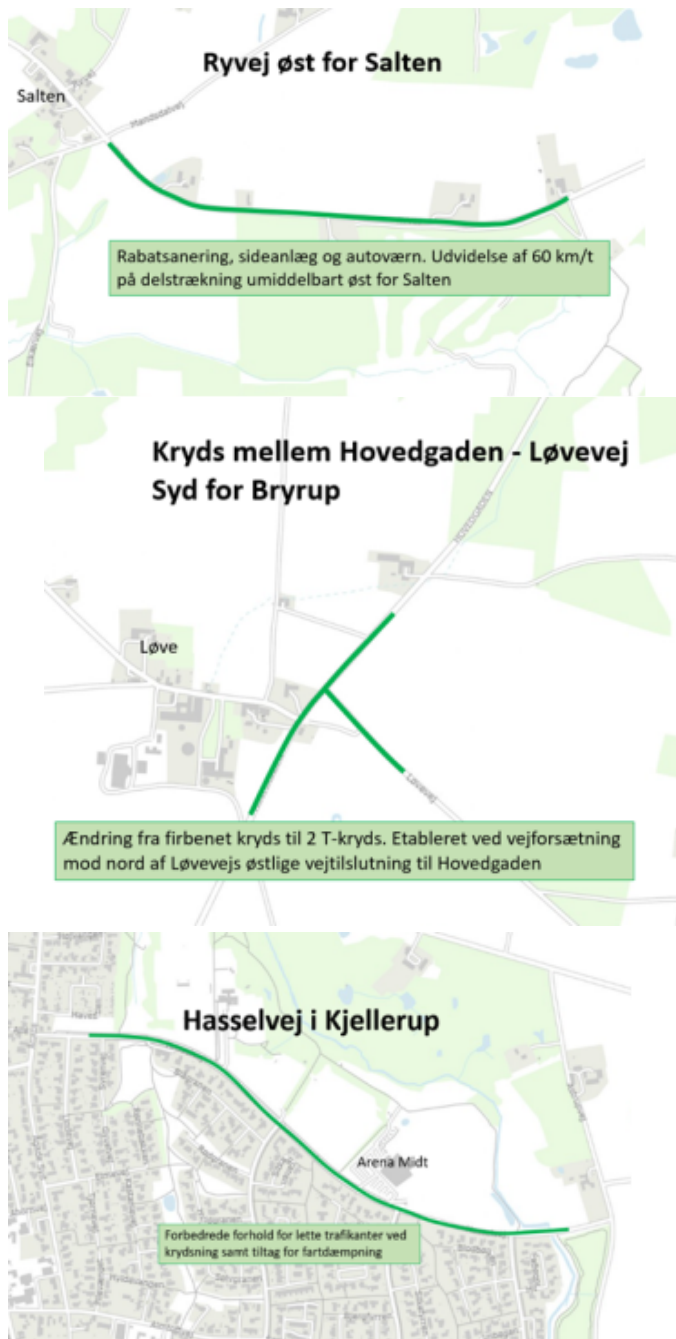 Ryvej øst for Salten
Salten
Mandsdalvej
Rabatsanering, sideanlæg og autoværn. Udvidelse af 60 km/t
på delstrækning umiddelbart øst for Salten
Kryds mellem Hovedgaden - Løvevej
Syd for Bryrup
HOVEDGADEN
Løve
Løvevej
Ændring fra firbenet kryds til 2 T-kryds. Etableret ved vejforsætning
mod nord af Løvevejs østlige vejtilslutning til Hovedgaden
Hasselvej i Kjellerup
Arena Midt
Forbedrede forhold for lette trafikanter ved
krydsning samt tiltag for fartdæmpning